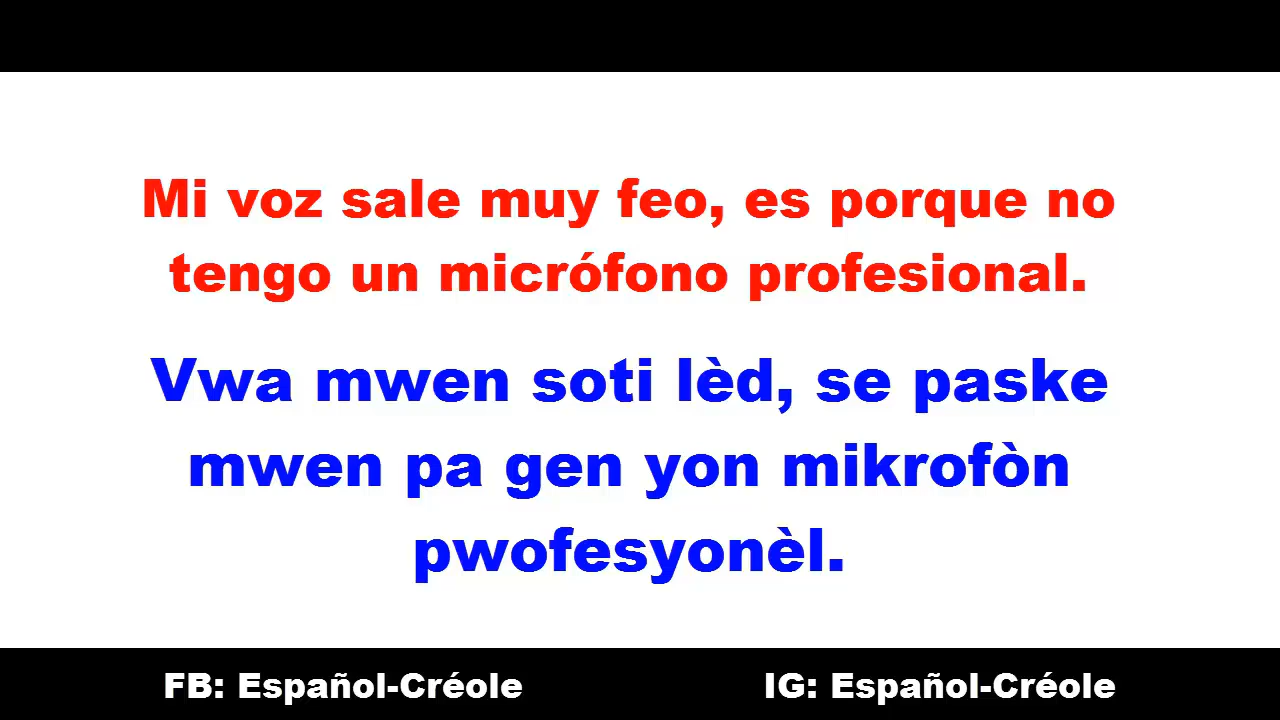 Mi voz sale muy feo, es porque no
tengo un micrófono profesional.
Vwa mwen soti lèd, se paske
mwen pa gen yon mikrofòn
pwofesyonèl.
FB: Español-Créole
IG: Español-Créole